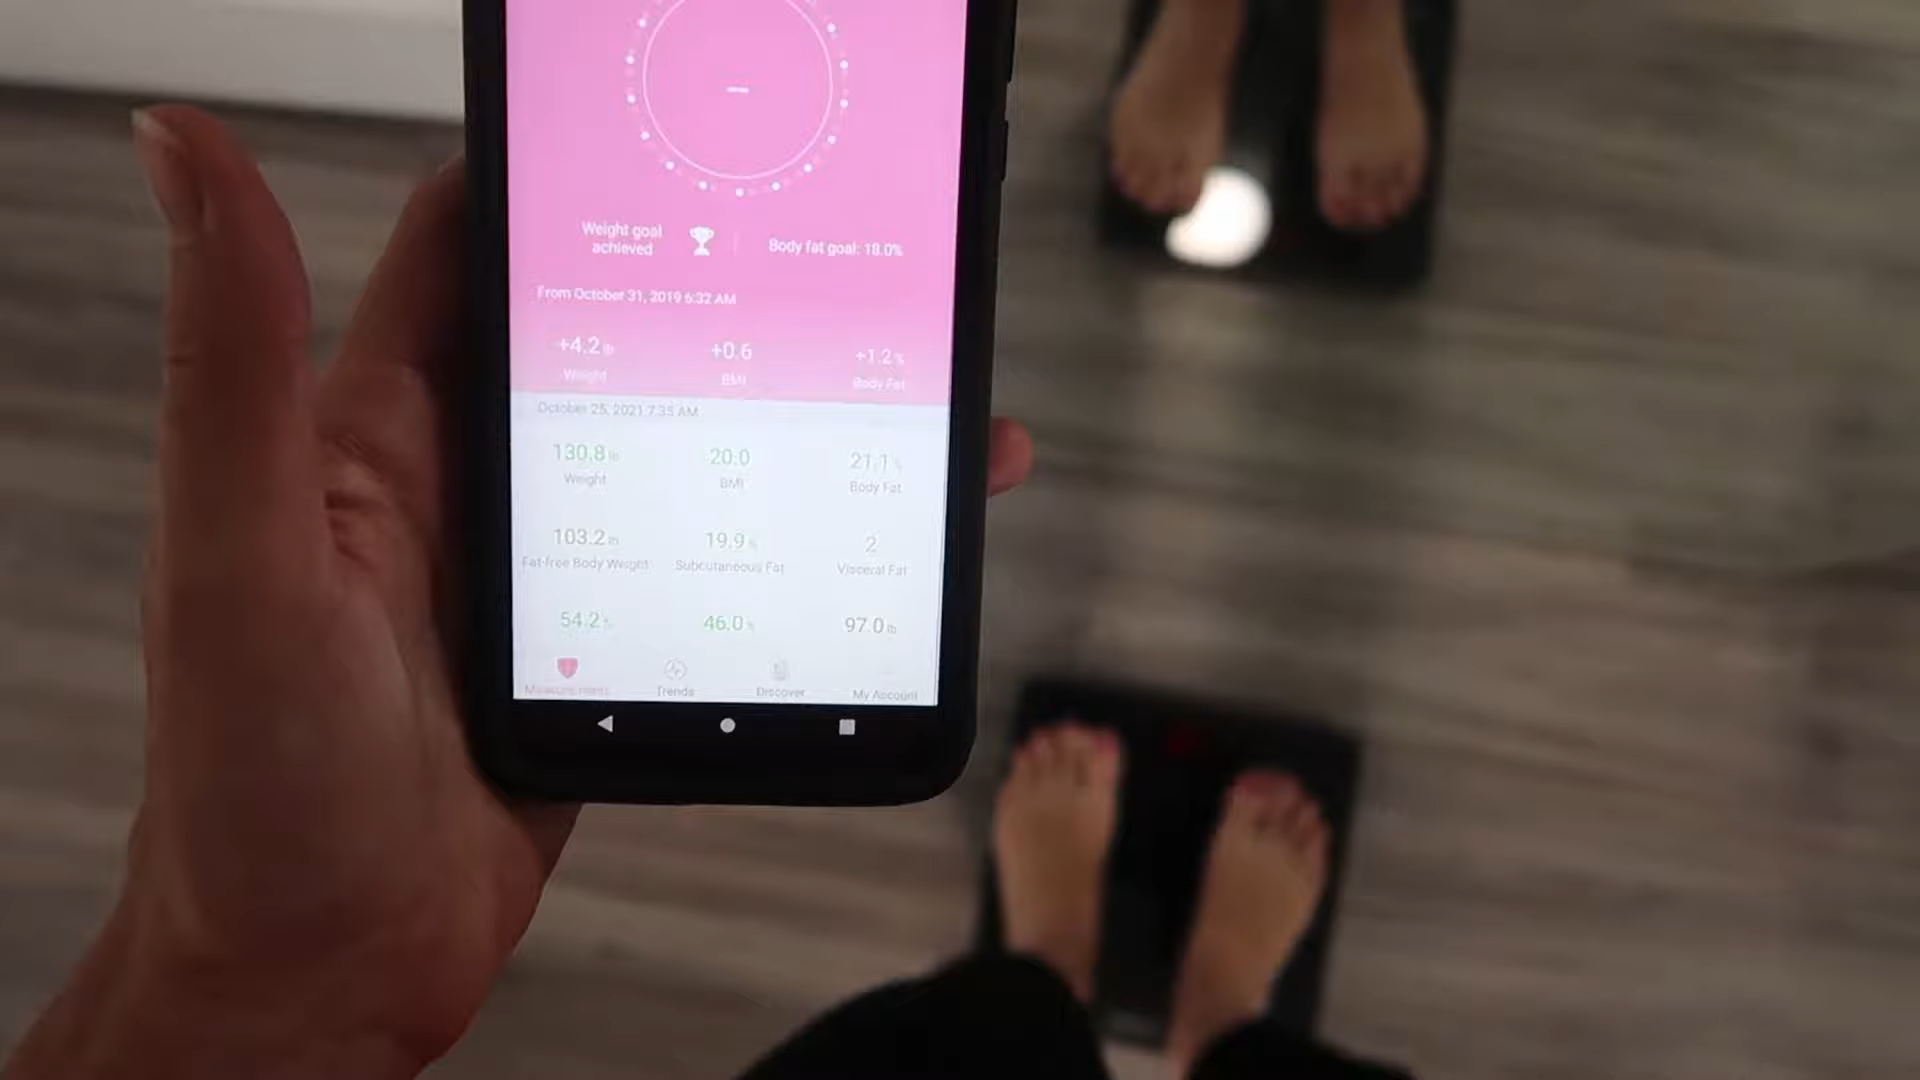 Weight goal
achieved
Body fat goal: 18.0%
From October 31, 2019 6:32 AM
+4.2 lb +0.6 +1.2 %
Weight BMI Body Fat
October 25, 2021 7:35 AM
130.8 lb 20.0 21.1 %
Weight BMI Body Fat
103.2 lb 19.9 % 2
Fat-free Body Weight Subcutaneous Fat Visceral Fat
54.2 % 46.0 % 97.0 lb
Measurements Trends Discover My Account